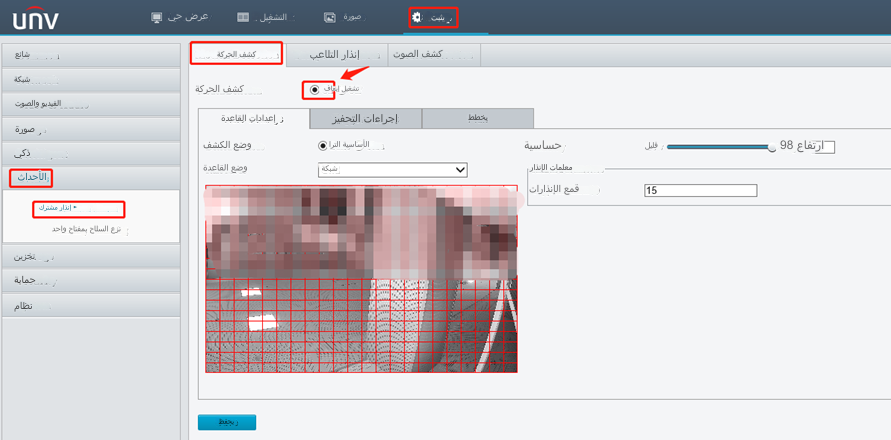 unv
عرض حي
التشغيل
صورة
يثبت
شائع
شبكة
الفيديو والصوت
صورة
ذكي
الأحداث
إنذار مشترك
نزع السلاح بمفتاح واحد
تخزين
حماية
نظام
كشف الحركة
إنذار التلاعب
كشف الصوت
كشف الحركة
تشغيل إيقاف
إعدادات القاعدة
إجراءات التحفيز
يخطط
وضع الكشف
الأساسية
حساسية
قليل
98 ارتفاع
وضع القاعدة
شبكة
معلمات الإنذار
قمع الإنذارات
15
يحفظ